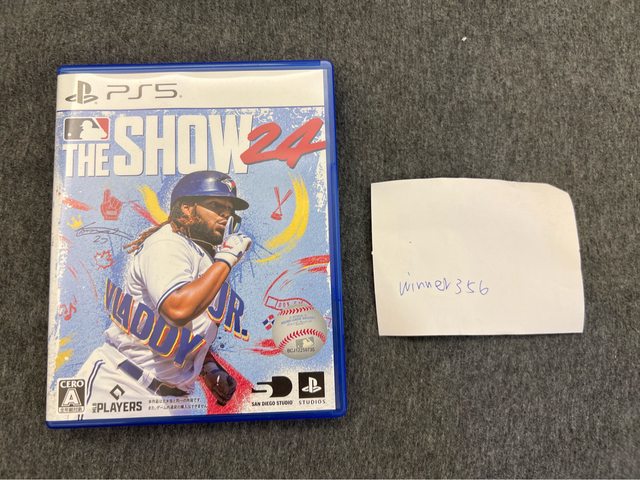 PS5
THE SHOW 24
VLADDY JR.
CERO
A
PLAYERS
SAN DIEGO STUDIO
STUDIOS
winner356